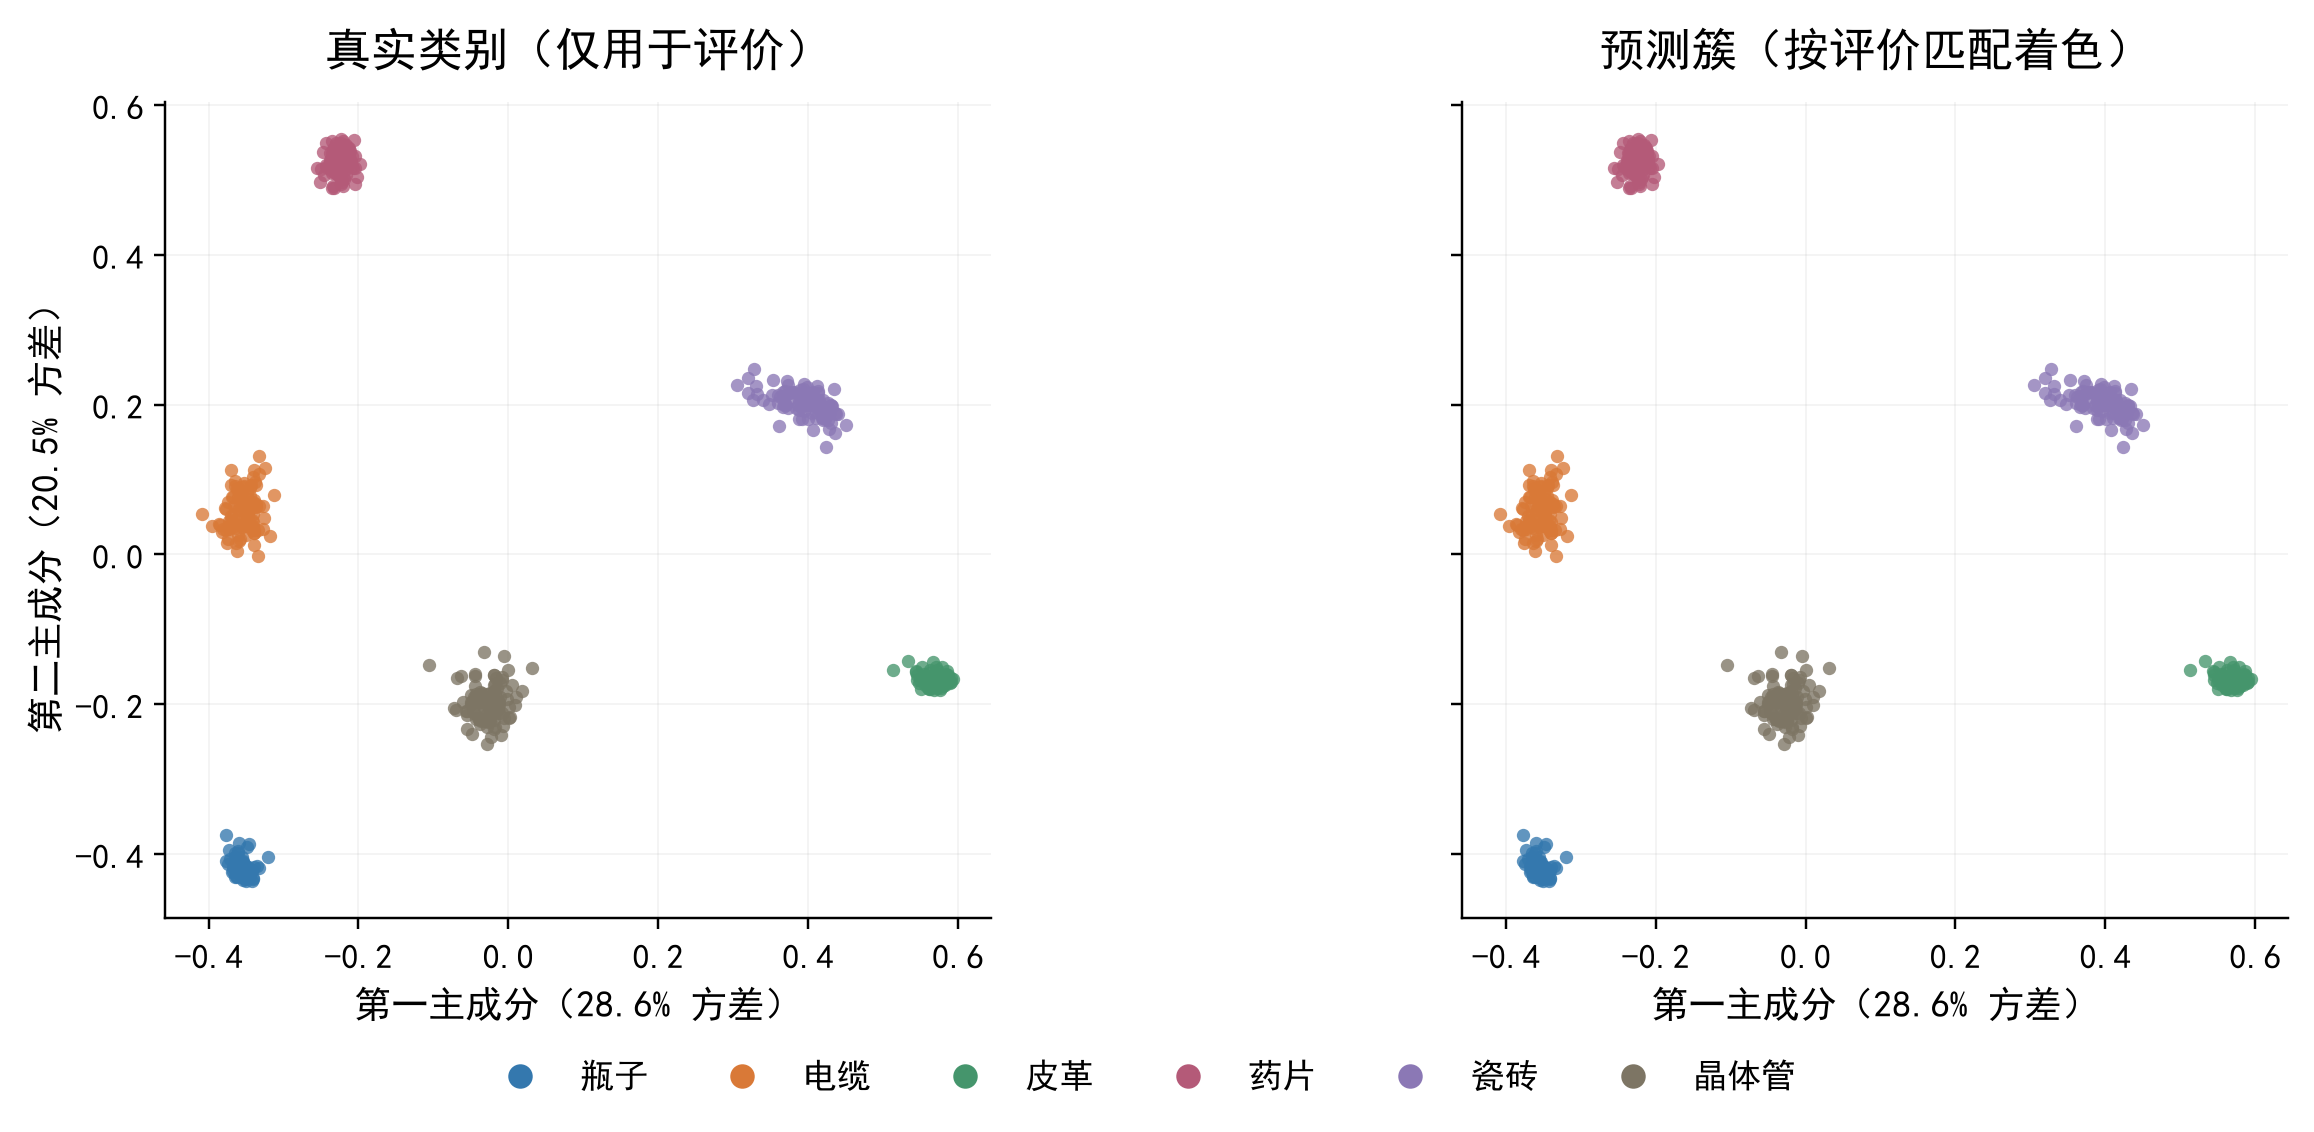 真实类别（仅用于评价）
预测簇（按评价匹配着色）
第二主成分（20.5% 方差）
0.6
0.4
0.2
0.0
−0.2
−0.4
−0.4 −0.2 0.0 0.2 0.4 0.6
−0.4 −0.2 0.0 0.2 0.4 0.6
第一主成分（28.6% 方差）
第一主成分（28.6% 方差）
瓶子 电缆 皮革 药片 瓷砖 晶体管